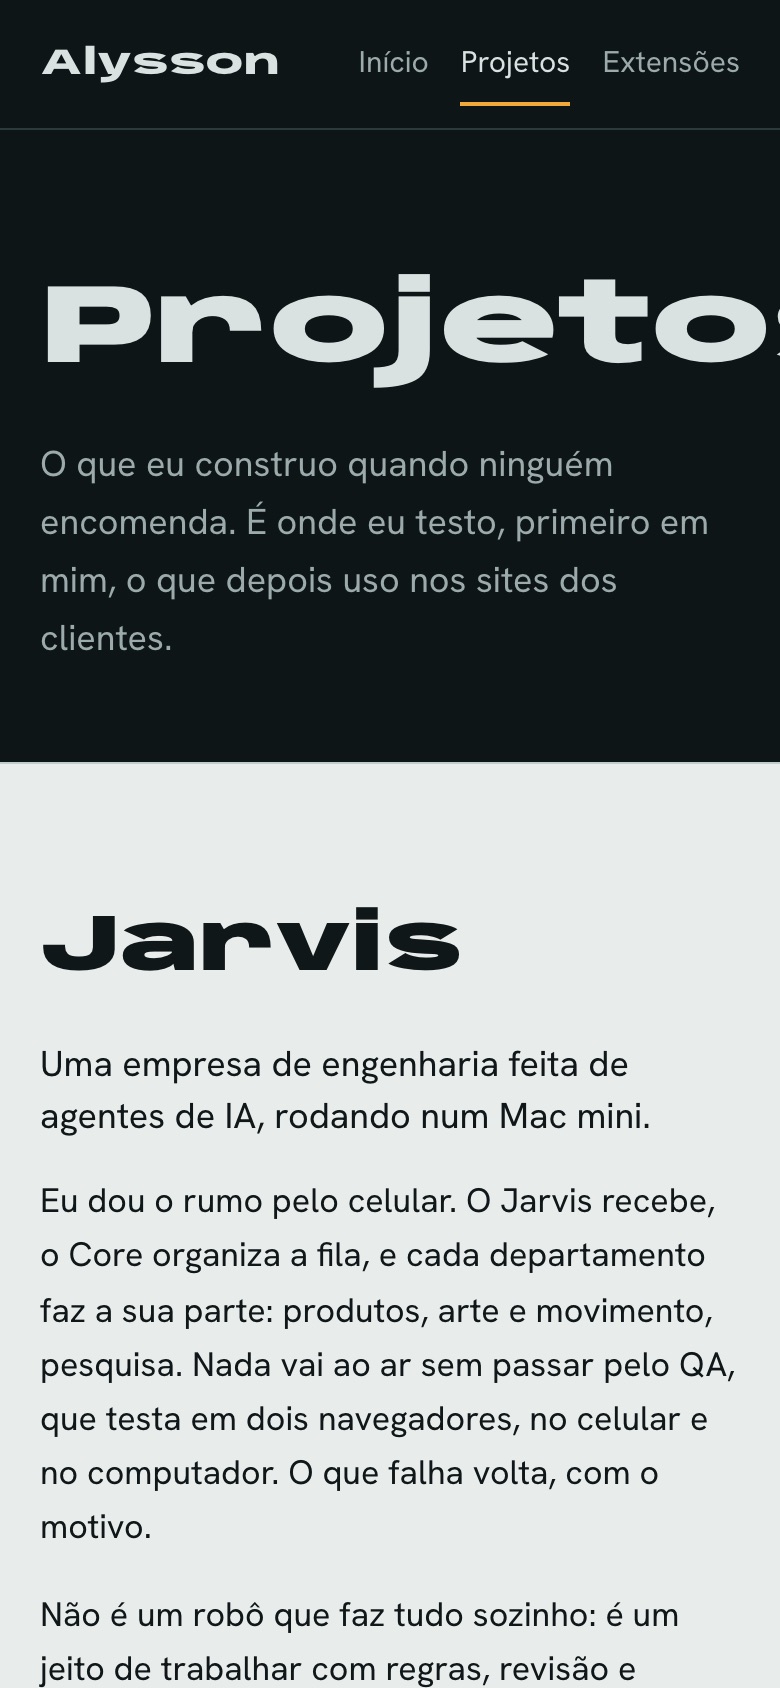 Alysson
Início Projetos Extensões
Projetos
O que eu construo quando ninguém
encomenda. É onde eu testo, primeiro em
mim, o que depois uso nos sites dos
clientes.
Jarvis
Uma empresa de engenharia feita de
agentes de IA, rodando num Mac mini.
Eu dou o rumo pelo celular. O Jarvis recebe,
o Core organiza a fila, e cada departamento
faz a sua parte: produtos, arte e movimento,
pesquisa. Nada vai ao ar sem passar pelo QA,
que testa em dois navegadores, no celular e
no computador. O que falha volta, com o
motivo.
Não é um robô que faz tudo sozinho: é um
jeito de trabalhar com regras, revisão e